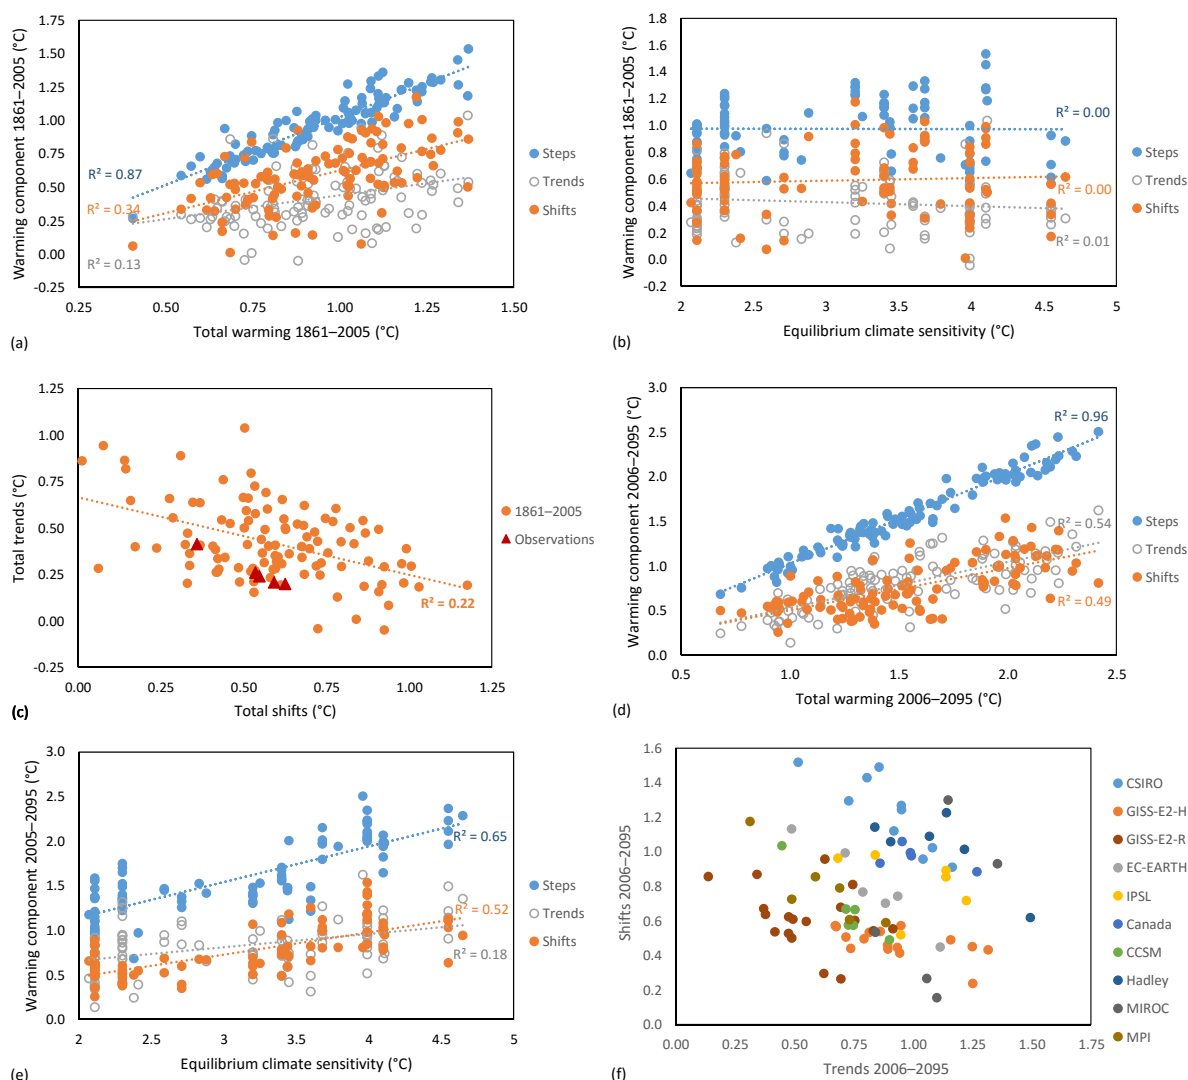 1.75
1.50
1.25
1.00
0.75
0.50
0.25
0.00
-0.25
Warming component 1861–2005 (°C)
R² = 0.87
R² = 0.34
R² = 0.13
0.25
0.50
0.75
1.00
1.25
1.50
Total warming 1861–2005 (°C)
Steps
Trends
Shifts
(a)
1.8
1.6
1.4
1.2
1.0
0.8
0.6
0.4
0.2
0.0
-0.2
Warming component 1861–2005 (°C)
R² = 0.00
R² = 0.00
R² = 0.01
2
2.5
3
3.5
4
4.5
5
Equilibrium climate sensitivity (°C)
Steps
Trends
Shifts
(b)
1.25
1.00
0.75
0.50
0.25
0.00
-0.25
Total trends (°C)
R² = 0.22
0.00
0.25
0.50
0.75
1.00
1.25
Total shifts (°C)
1861–2005
Observations
(c)
3.0
2.5
2.0
1.5
1.0
0.5
0.0
Warming component 2006–2095 (°C)
R² = 0.96
R² = 0.54
R² = 0.49
0.5
1.0
1.5
2.0
2.5
Total warming 2006–2095 (°C)
Steps
Trends
Shifts
(d)
3.0
2.5
2.0
1.5
1.0
0.5
0.0
Warming component 2005–2095 (°C)
R² = 0.65
R² = 0.52
R² = 0.18
2
2.5
3
3.5
4
4.5
5
Equilibrium climate sensitivity (°C)
Steps
Trends
Shifts
(e)
1.6
1.4
1.2
1.0
0.8
0.6
0.4
0.2
0.0
Shifts 2006–2095
0.00
0.25
0.50
0.75
1.00
1.25
1.50
1.75
Trends 2006–2095
CSIRO
GISS-E2-H
GISS-E2-R
EC-EARTH
IPSL
Canada
CCSM
Hadley
MIROC
MPI
(f)